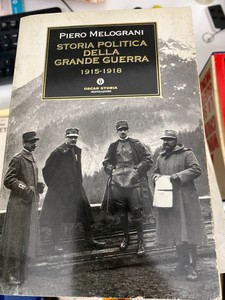 PIERO MELOGRANI
STORIA POLITICA
DELLA
GRANDE GUERRA
1915-1918
OSCAR STORIA
MONDADORI